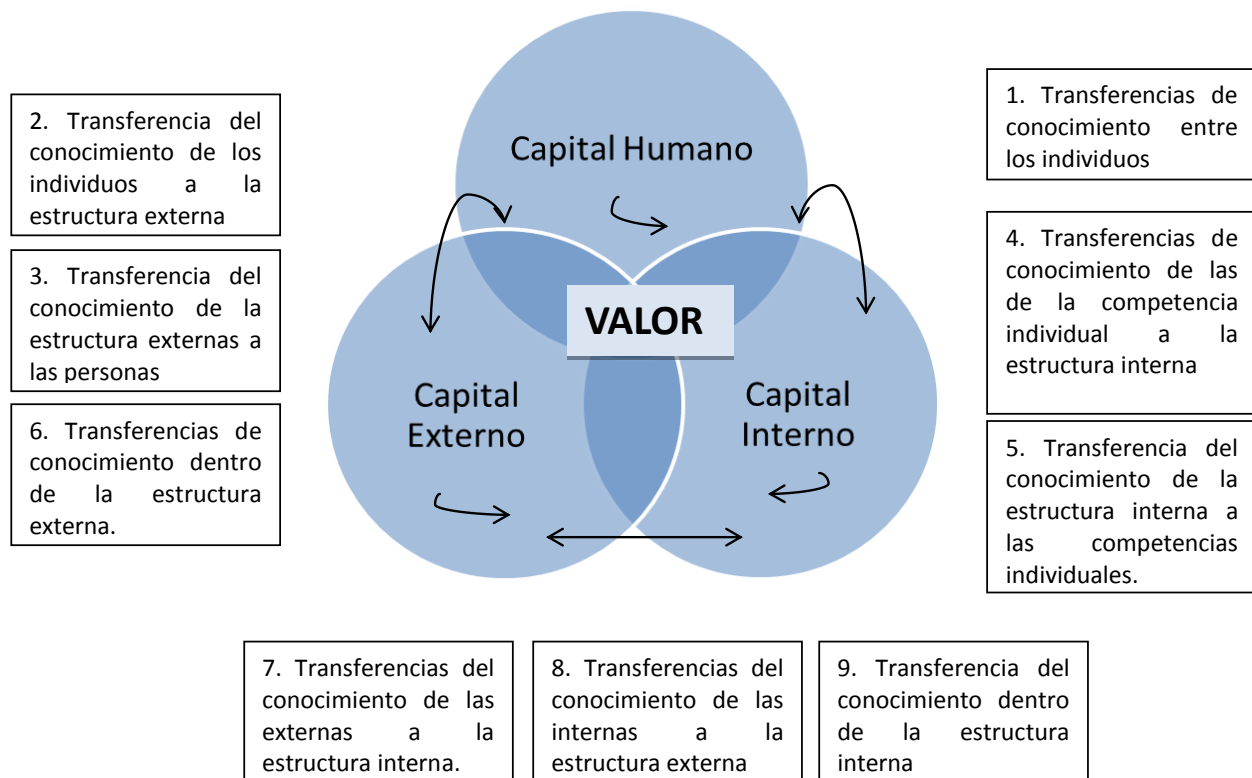 2. Transferencia del
conocimiento de los
individuos a la
estructura externa
3. Transferencia del
conocimiento de la
estructura externas a
las personas
6. Transferencias de
conocimiento dentro
de la estructura
externa.
Capital Humano
VALOR
Capital
Externo
Capital
Interno
1. Transferencias de
conocimiento entre
los individuos
4. Transferencias de
conocimiento de las
de la competencia
individual a la
estructura interna
5. Transferencia del
conocimiento de la
estructura interna a
las competencias
individuales.
7. Transferencias del
conocimiento de las
externas a la
estructura interna.
8. Transferencias del
conocimiento de las
internas a la
estructura externa
9. Transferencia del
conocimiento dentro
de la estructura
interna